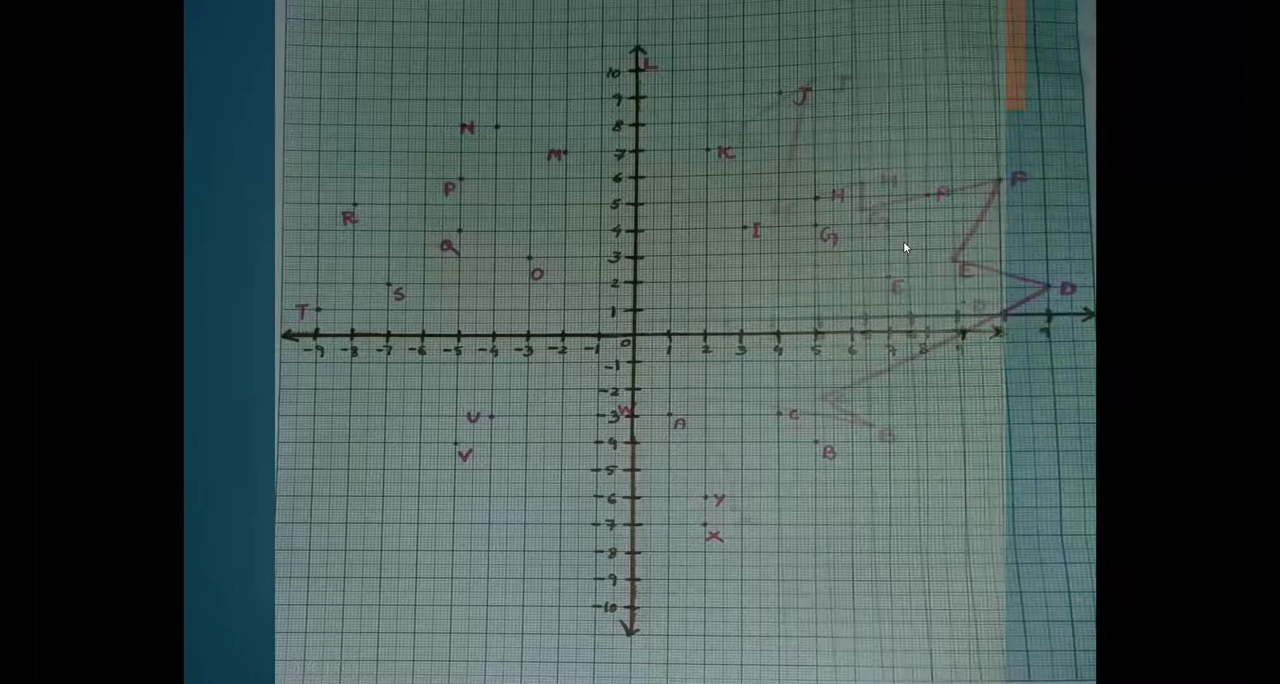 L
10
9 J
N 8
M 7 K
P 6 F
R 5 H F H
Q 4 I G
O 3 E
S 2 E D
T 1
-9 -8 -7 -6 -5 -4 -3 -2 -1 0 1 2 3 4 5 6 7 8 9 9
-1
-2
U W -3 A C
V -4 B
-5
-6 Y
-7 X
-8
-9
-10